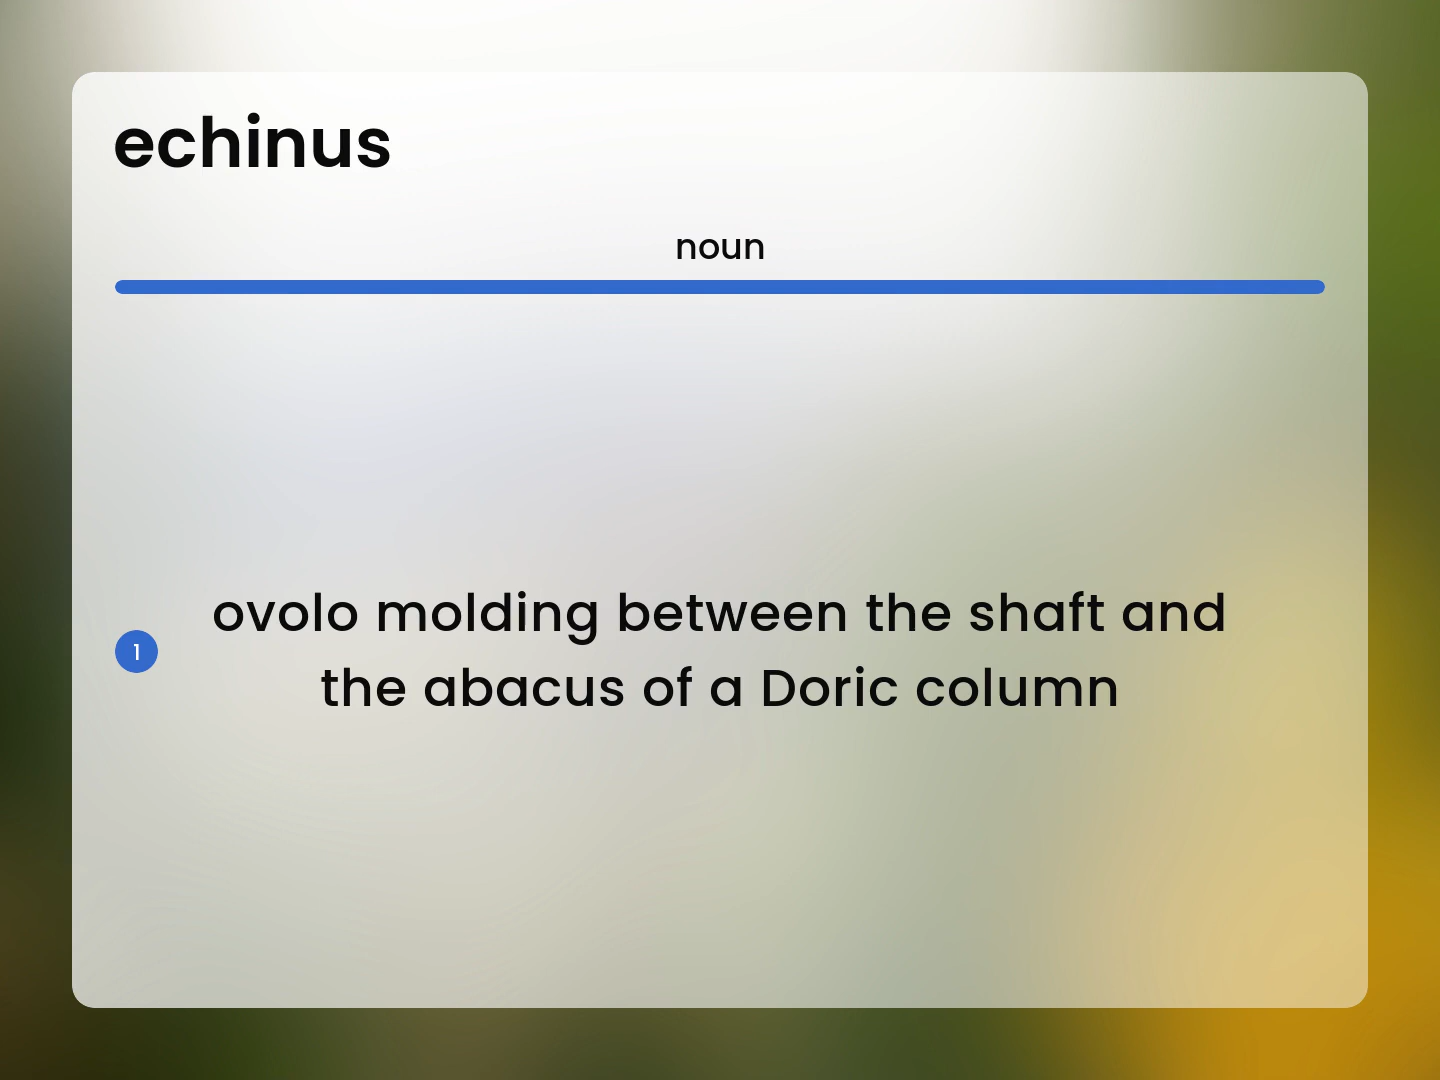 echinus
noun
1
ovolo molding between the shaft and
the abacus of a Doric column